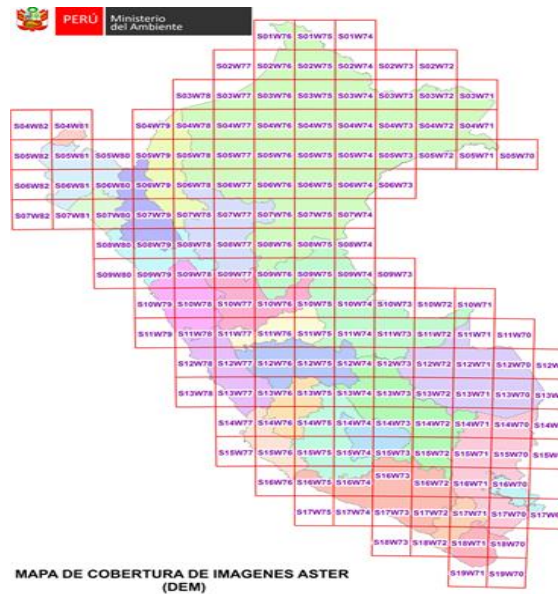 PERÚ Ministerio del Ambiente
S01W76 S01W75 S01W74
S02W77 S02W76 S02W75 S02W74 S02W73 S02W72
S03W78 S03W77 S03W76 S03W75 S03W74 S03W73 S03W72 S03W71
S04W82 S04W81 S04W79 S04W78 S04W77 S04W76 S04W75 S04W74 S04W73 S04W72 S04W71
S05W82 S05W81 S05W80 S05W79 S05W78 S05W77 S05W76 S05W75 S05W74 S05W73 S05W72 S05W71 S05W70
S06W82 S06W81 S06W80 S06W79 S06W78 S06W77 S06W76 S06W75 S06W74 S06W73
S07W82 S07W81 S07W80 S07W79 S07W78 S07W77 S07W76 S07W75 S07W74
S08W80 S08W79 S08W78 S08W77 S08W76 S08W75 S08W74
S09W80 S09W79 S09W78 S09W77 S09W76 S09W75 S09W74 S09W73
S10W79 S10W78 S10W77 S10W76 S10W75 S10W74 S10W73 S10W72 S10W71
S11W79 S11W78 S11W77 S11W76 S11W75 S11W74 S11W73 S11W72 S11W71 S11W70
S12W78 S12W77 S12W76 S12W75 S12W74 S12W73 S12W72 S12W71 S12W70 S12W
S13W78 S13W77 S13W76 S13W75 S13W74 S13W73 S13W72 S13W71 S13W70 S13W
S14W77 S14W76 S14W75 S14W74 S14W73 S14W72 S14W71 S14W70 S14W
S15W77 S15W76 S15W75 S15W74 S15W73 S15W72 S15W71 S15W70 S15W
S16W76 S16W75 S16W74 S16W73 S16W72 S16W71 S16W70
S17W75 S17W74 S17W73 S17W72 S17W71 S17W70 S17W6
S18W73 S18W72 S18W71 S18W70
S19W71 S19W70
MAPA DE COBERTURA DE IMAGENES ASTER
(DEM)